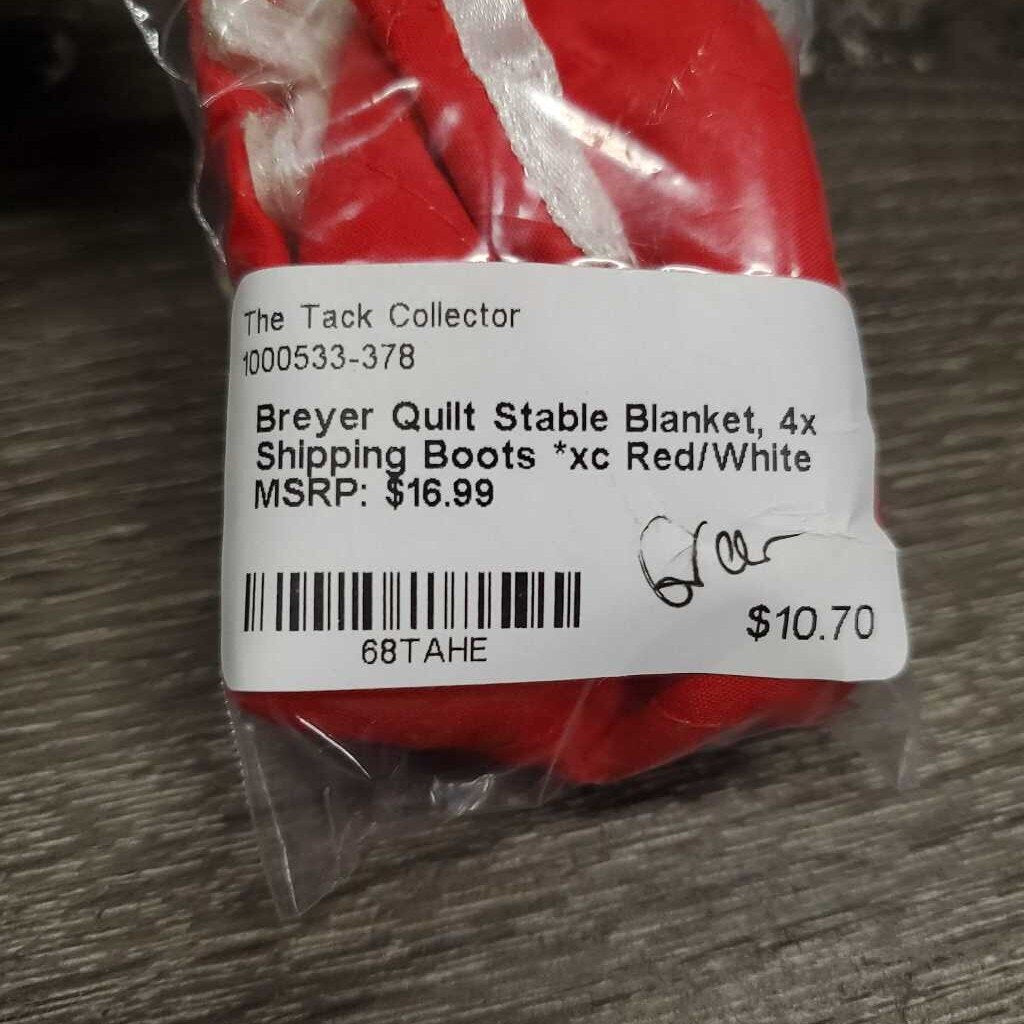 The Tack Collector
1000533-378
Breyer Quilt Stable Blanket, 4x
Shipping Boots *xc Red/White
MSRP: $16.99
$10.70
68TAHE